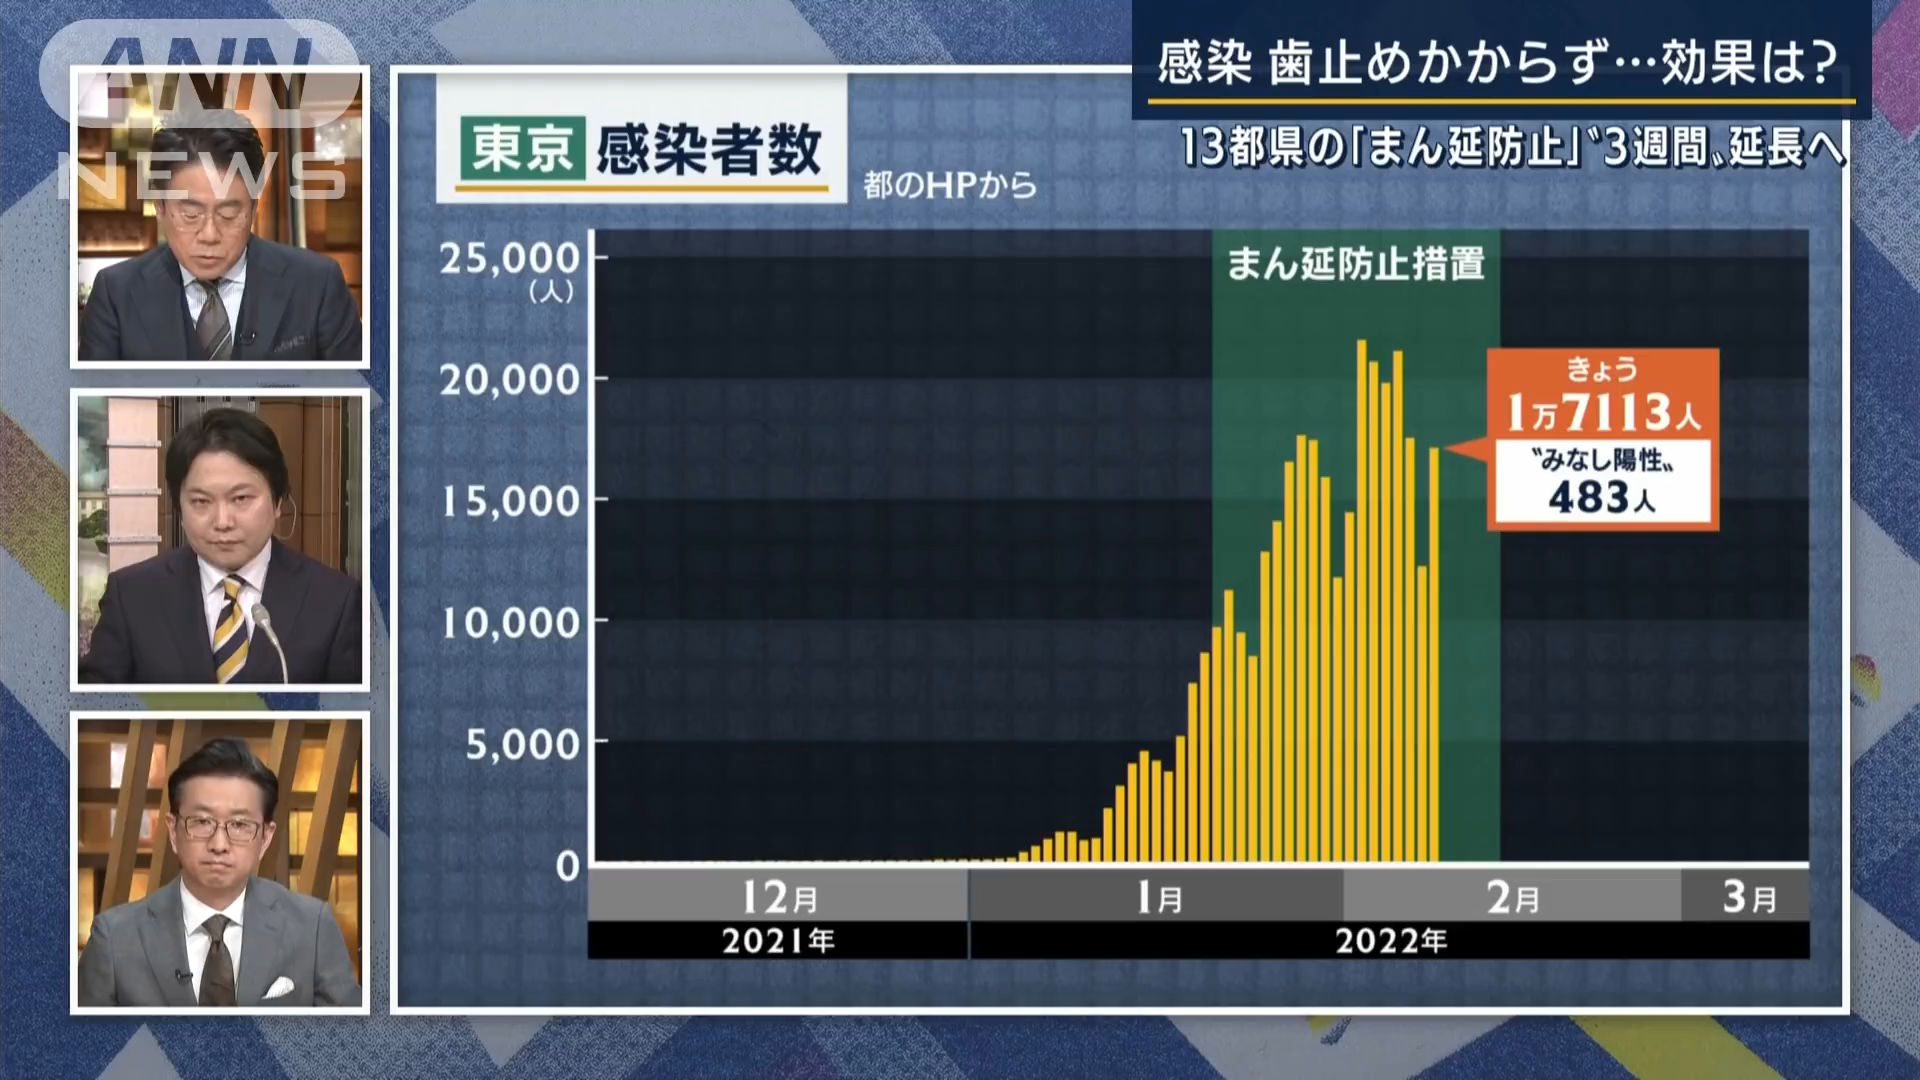 ANN
NEWS
感染 歯止めかからず…効果は?
13都県の「まん延防止」〝3週間〟延長へ
東京 感染者数
都のHPから
まん延防止措置
25,000
(人)
20,000
15,000
10,000
5,000
0
きょう
1万7113人
〝みなし陽性〟
483人
12月
1月
2月
3月
2021年
2022年